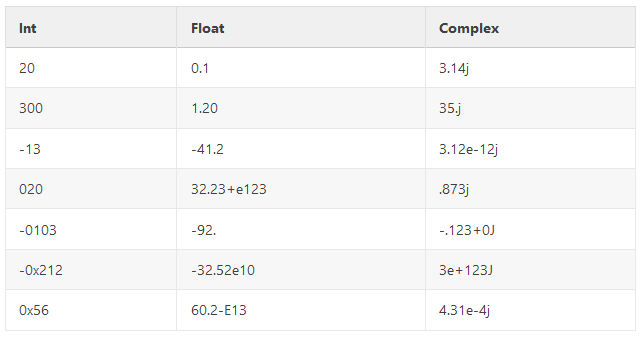 Int Float Complex
20 0.1 3.14j
300 1.20 35.j
-13 -41.2 3.12e-12j
020 32.23+e123 .873j
-0103 -92. -.123+0J
-0x212 -32.52e10 3e+123J
0x56 60.2-E13 4.31e-4j